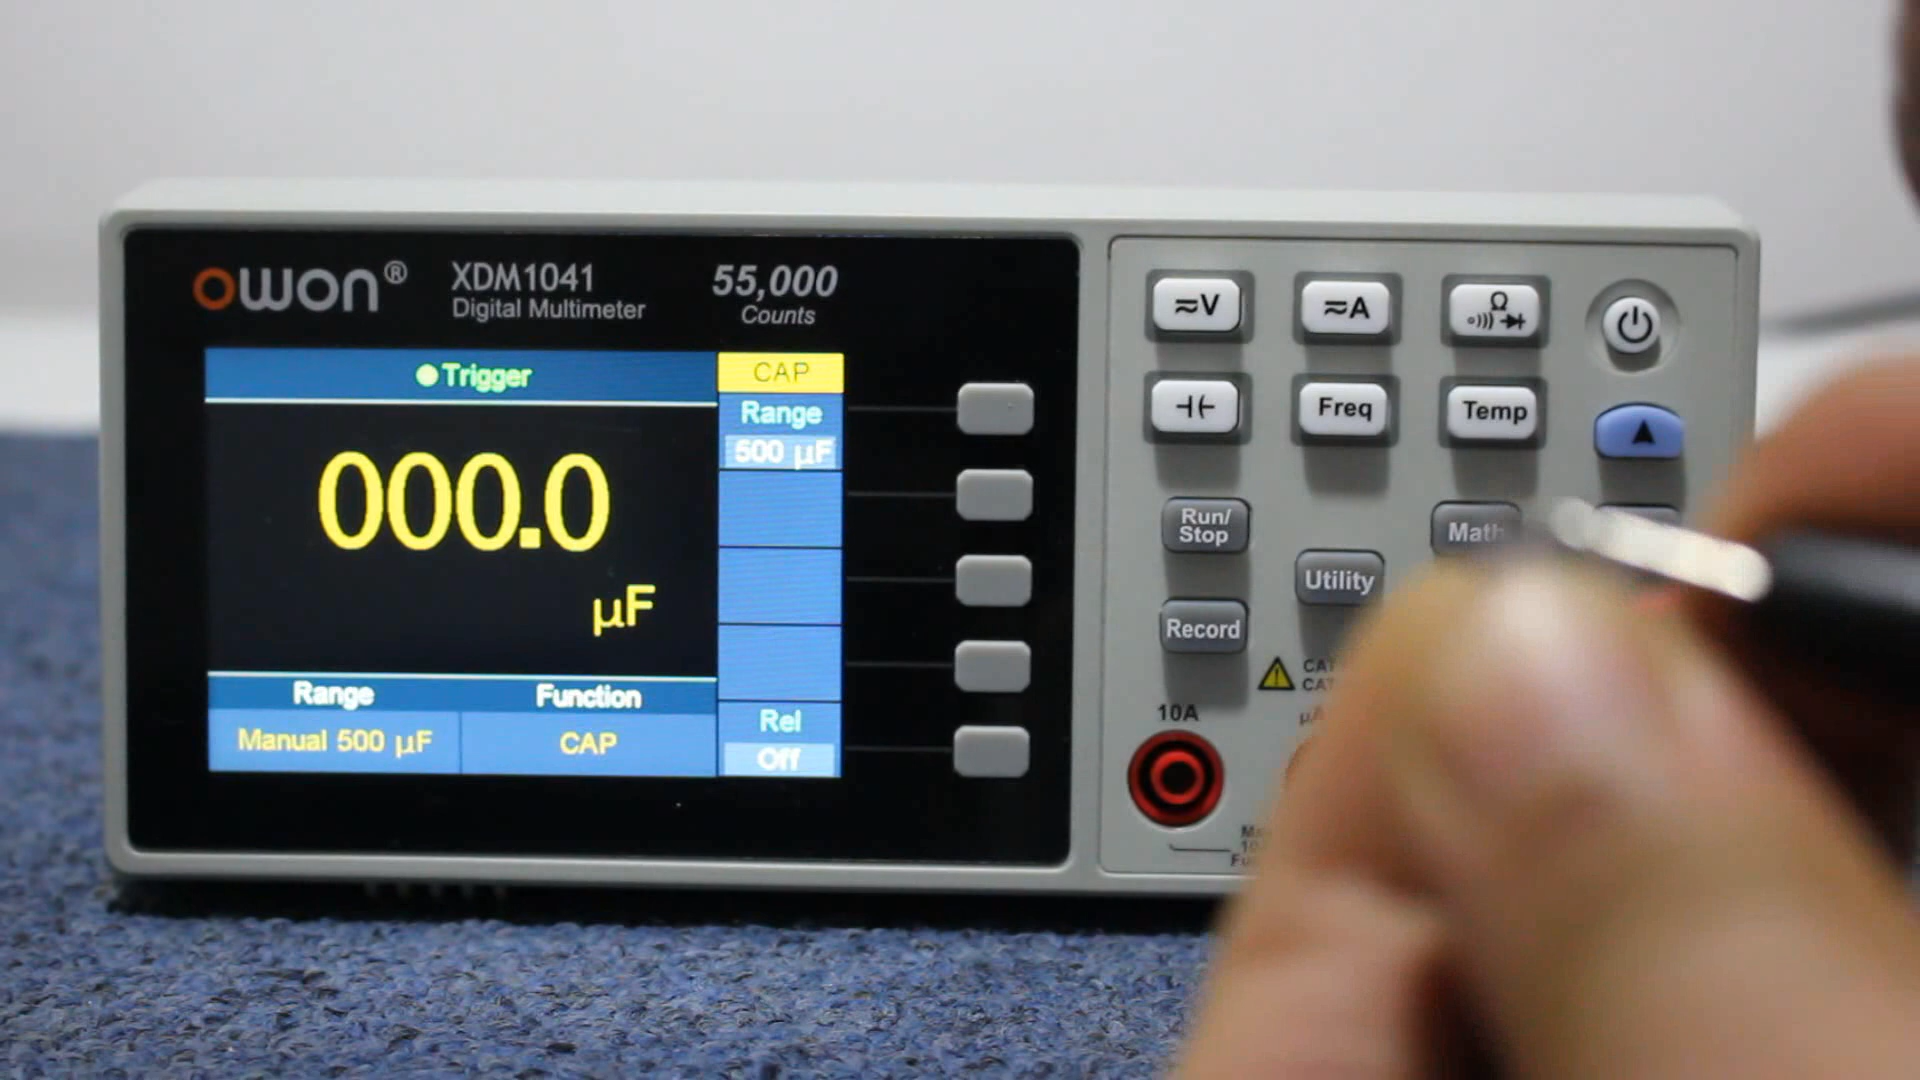 owon®
XDM1041
Digital Multimeter
55,000
Counts
Trigger
CAP
Range
500 µF
000.0
µF
Range
Function
Manual 500 µF
CAP
Rel
Off
≂V
≂A
Ω
Freq
Temp
Run/
Stop
Math
Utility
Record
10A